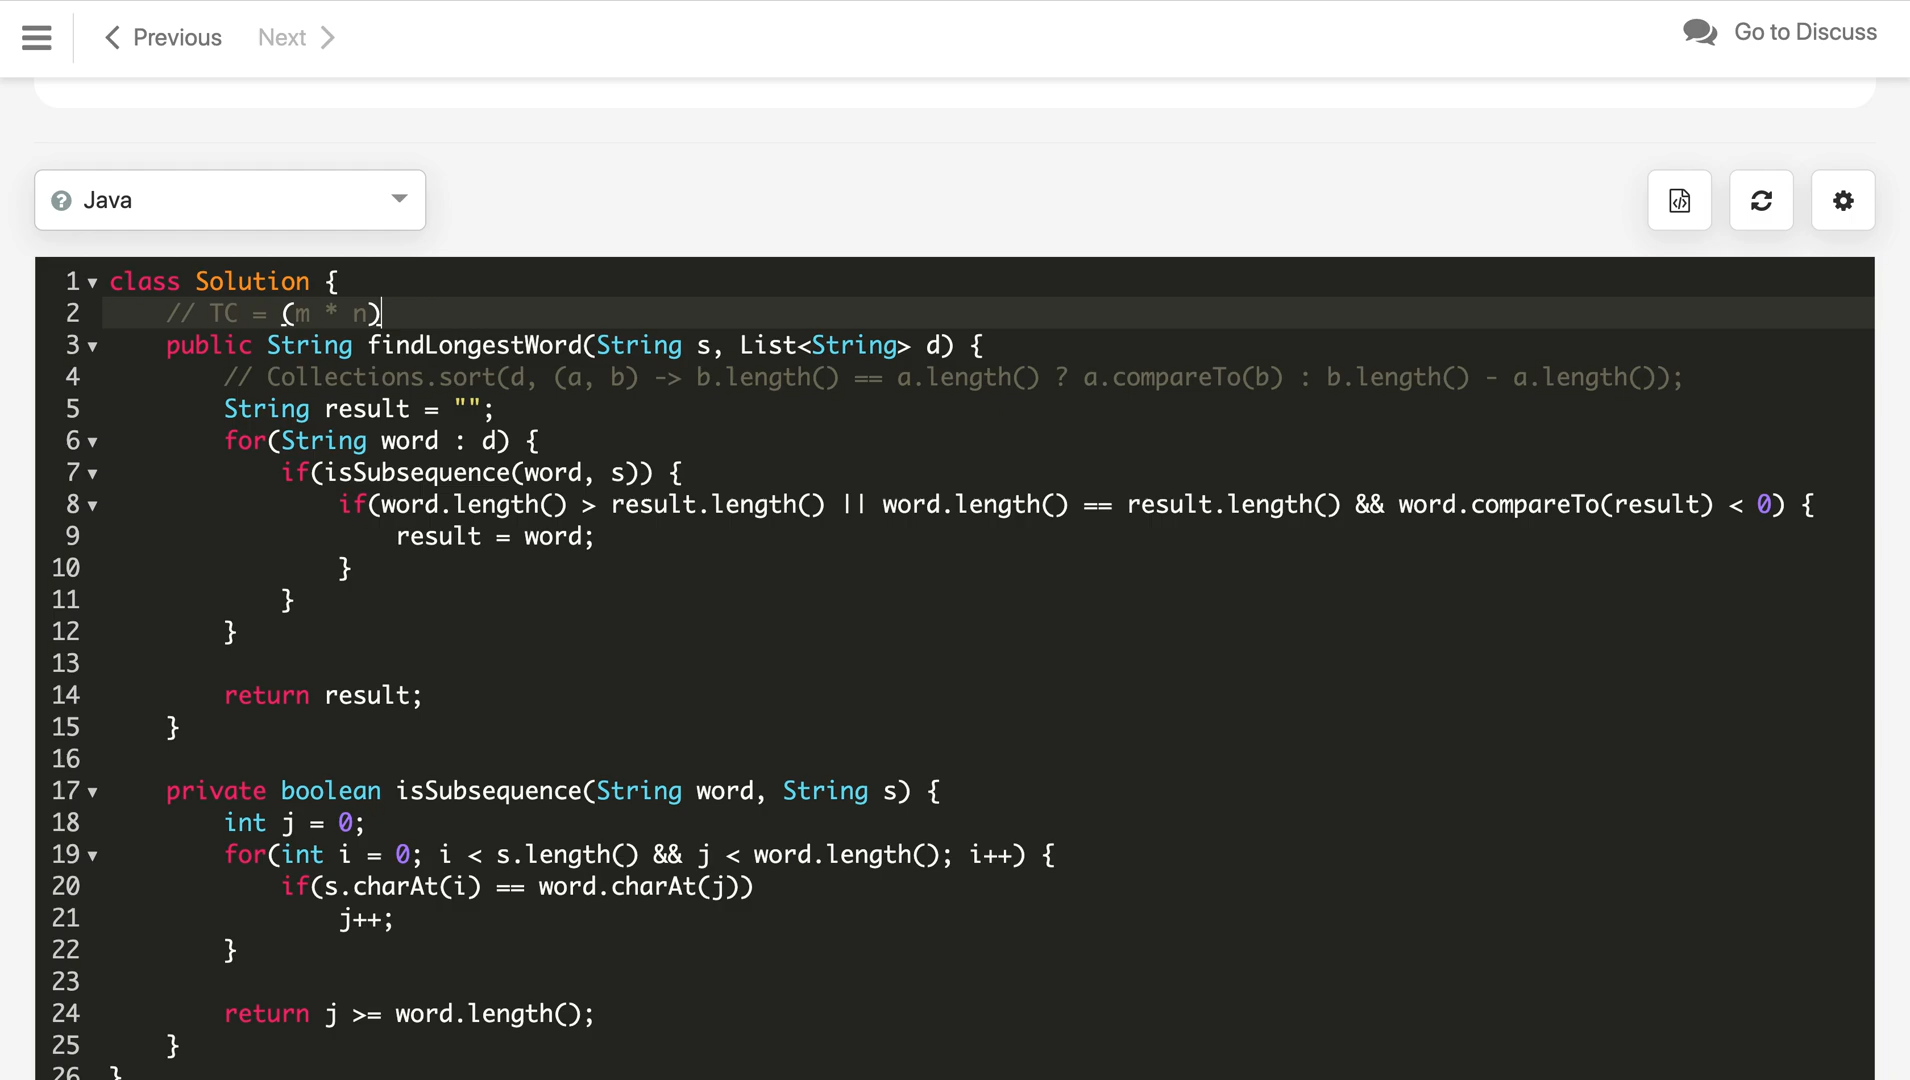 Previous Next Go to Discuss
Java
1 class Solution {
2 // TC = (m * n)
3 public String findLongestWord(String s, List<String> d) {
4 // Collections.sort(d, (a, b) -> b.length() == a.length() ? a.compareTo(b) : b.length() - a.length());
5 String result = "";
6 for(String word : d) {
7 if(isSubsequence(word, s)) {
8 if(word.length() > result.length() || word.length() == result.length() && word.compareTo(result) < 0) {
9 result = word;
10 }
11 }
12 }
13
14 return result;
15 }
16
17 private boolean isSubsequence(String word, String s) {
18 int j = 0;
19 for(int i = 0; i < s.length() && j < word.length(); i++) {
20 if(s.charAt(i) == word.charAt(j))
21 j++;
22 }
23
24 return j >= word.length();
25 }
26 }